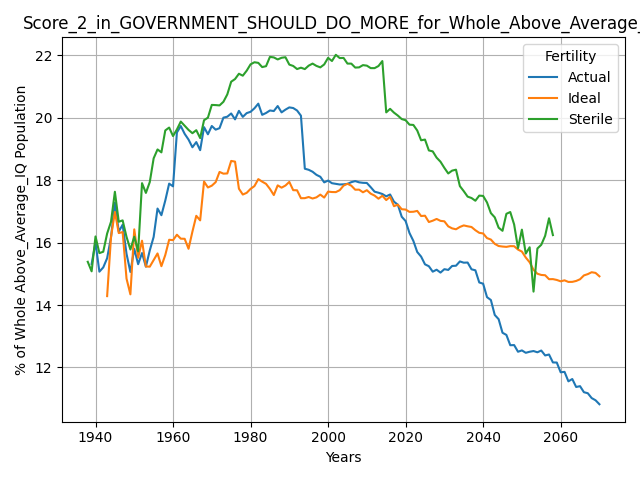 Score_2_in_GOVERNMENT_SHOULD_DO_MORE_for_Whole_Above_Average_
Fertility
Actual
Ideal
Sterile
% of Whole Above_Average_IQ Population
22
20
18
16
14
12
1940 1960 1980 2000 2020 2040 2060
Years